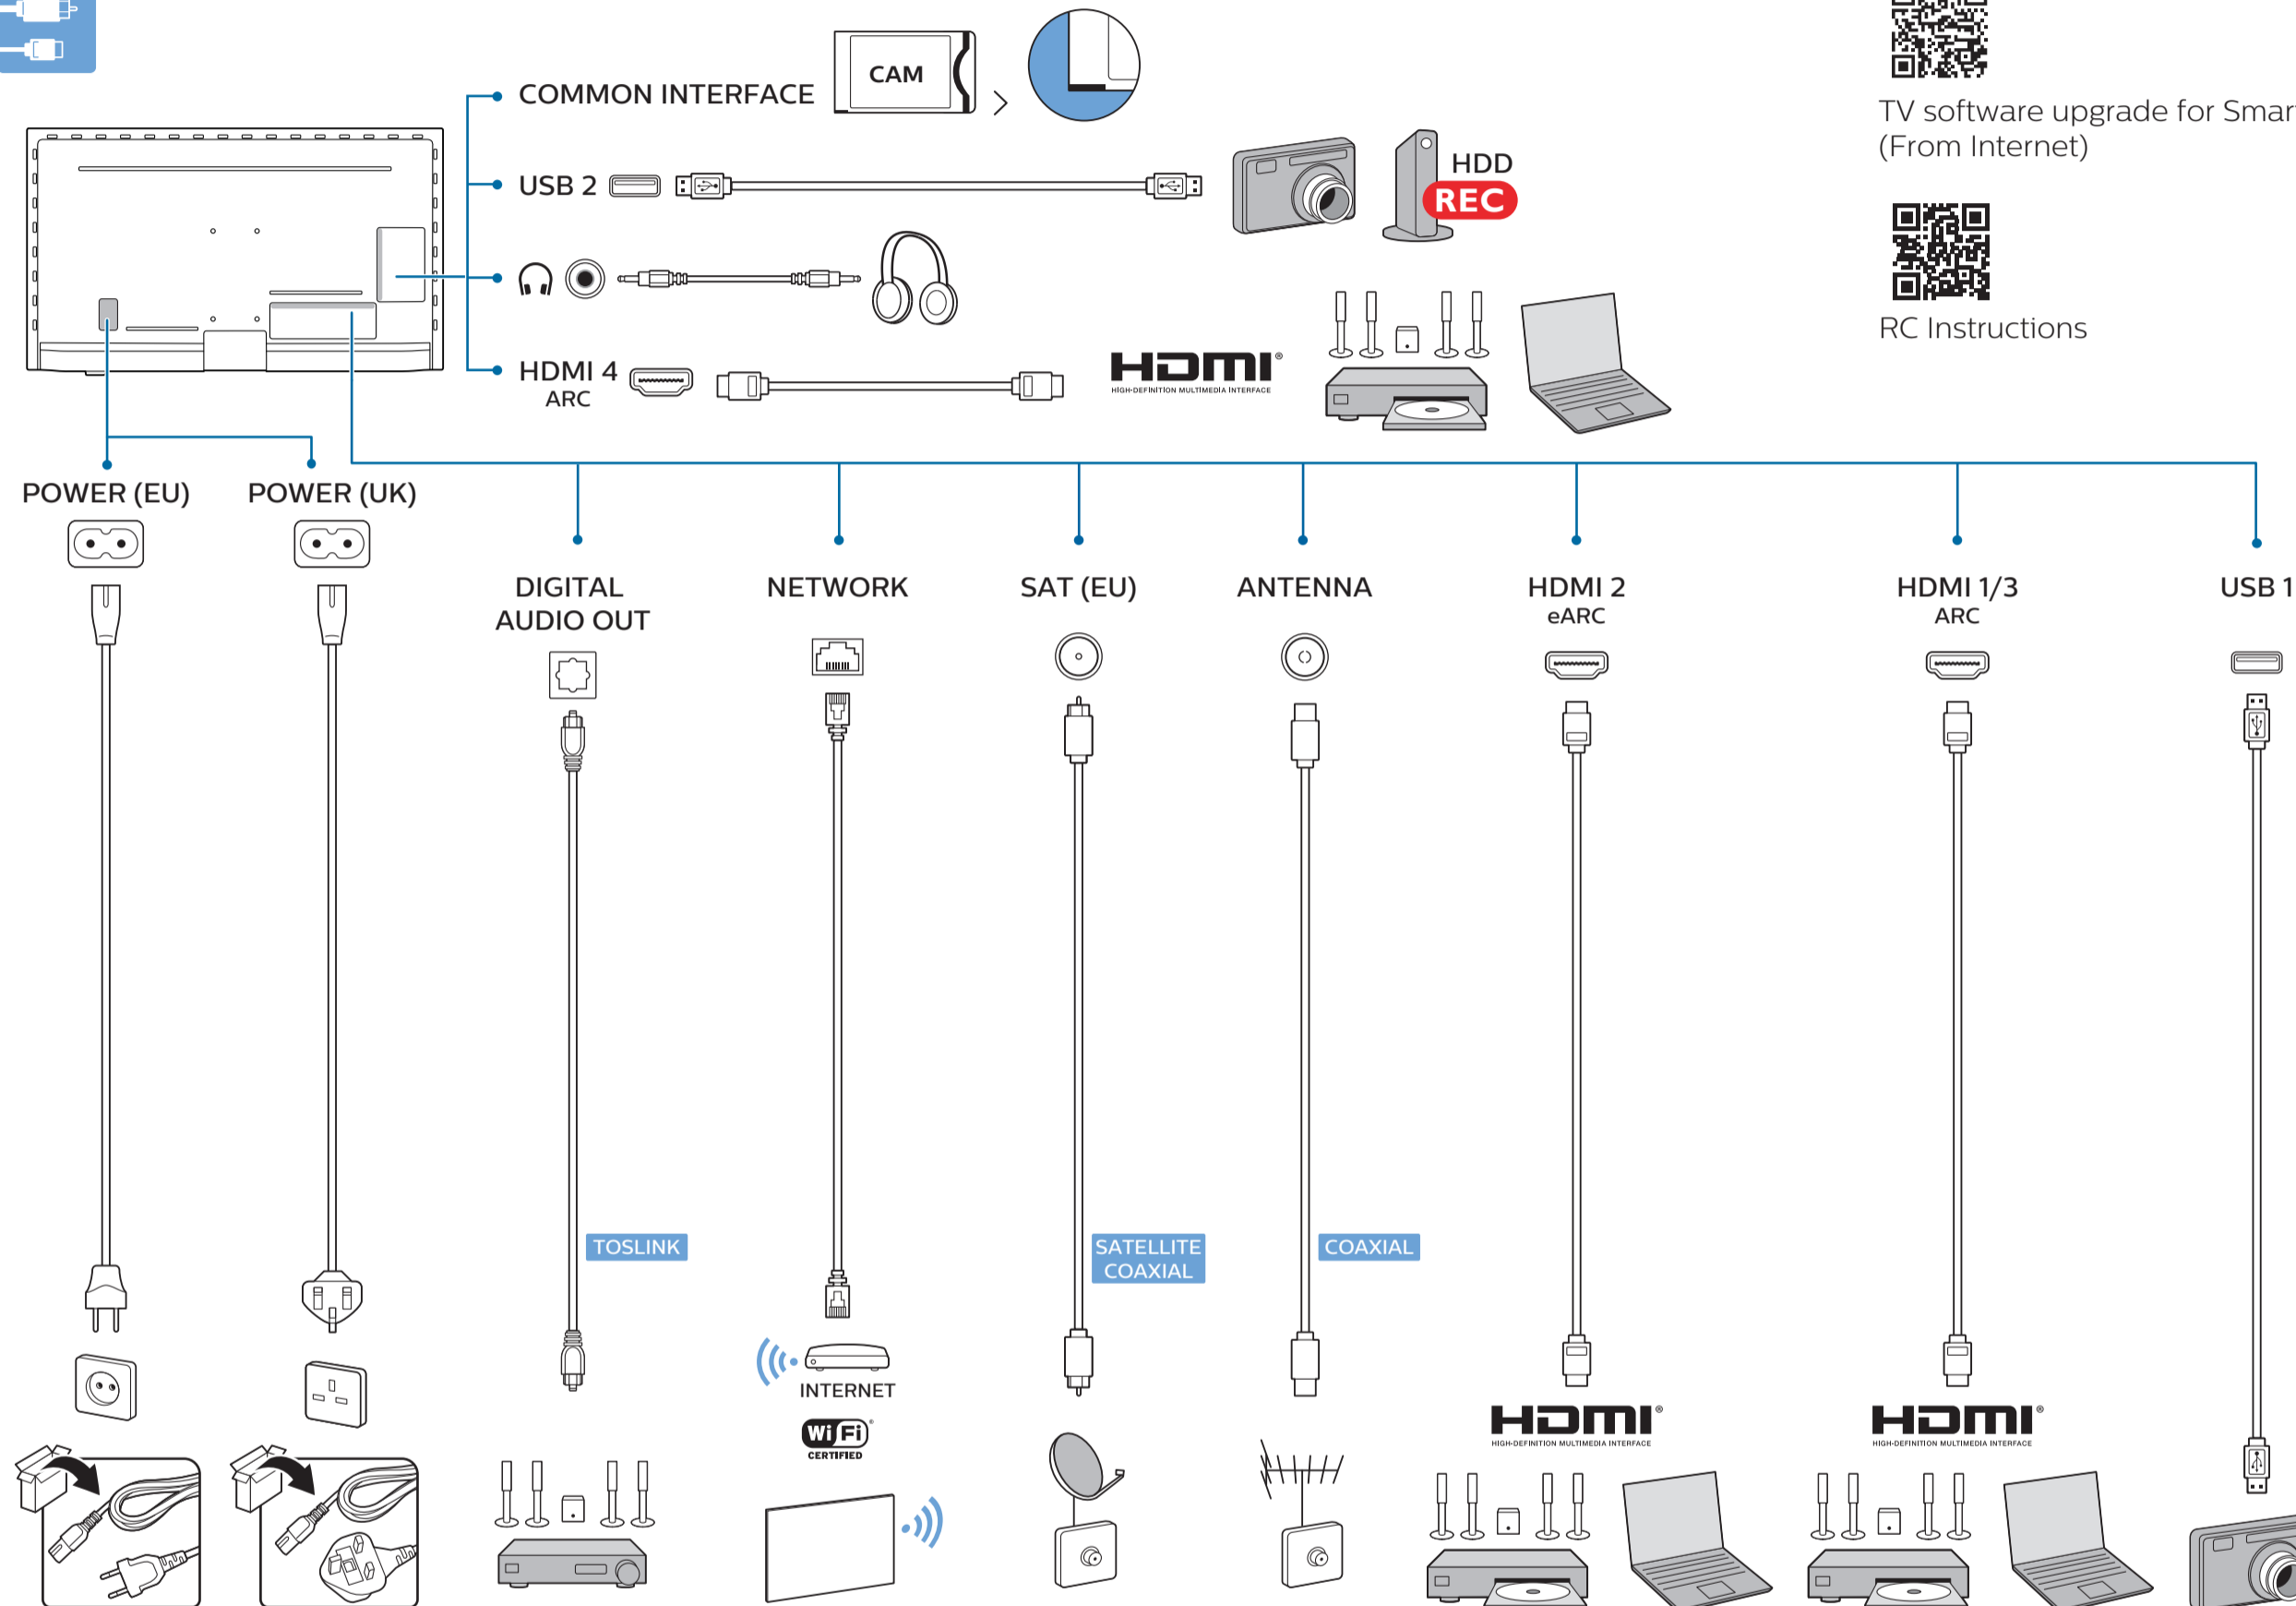 COMMON INTERFACE
CAM
TV software upgrade for Smar
(From Internet)
USB 2
HDD
REC
RC Instructions
HDMI 4
ARC
HDMI®
HIGH-DEFINITION MULTIMEDIA INTERFACE
POWER (EU)
POWER (UK)
DIGITAL
AUDIO OUT
NETWORK
SAT (EU)
ANTENNA
HDMI 2
eARC
HDMI 1/3
ARC
USB 1
TOSLINK
SATELLITE
COAXIAL
COAXIAL
INTERNET
Wi Fi®
CERTIFIED
HDMI®
HIGH-DEFINITION MULTIMEDIA INTERFACE
HDMI®
HIGH-DEFINITION MULTIMEDIA INTERFACE